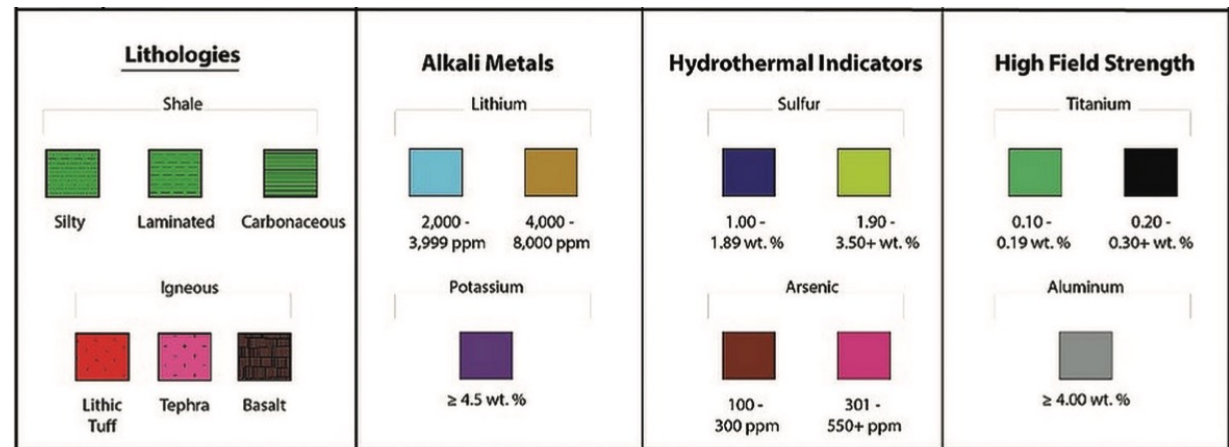 Lithologies
Shale
Silty
Laminated
Carbonaceous
Igneous
Lithic
Tuff
Tephra
Basalt
Alkali Metals
Lithium
2,000 -
3,999 ppm
4,000 -
8,000 ppm
Potassium
≥ 4.5 wt. %
Hydrothermal Indicators
Sulfur
1.00 -
1.89 wt. %
1.90 -
3.50+ wt. %
Arsenic
100 -
300 ppm
301 -
550+ ppm
High Field Strength
Titanium
0.10 -
0.19 wt. %
0.20 -
0.30+ wt. %
Aluminum
≥ 4.00 wt. %